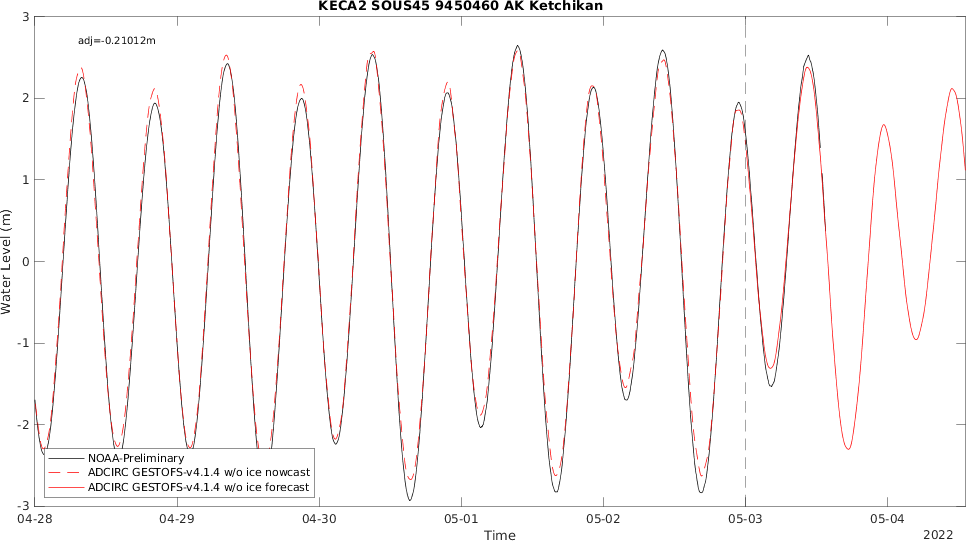 KECA2 SOUS45 9450460 AK Ketchikan
adj=-0.21012m
3
2
1
0
-1
-2
-3
Water Level (m)
NOAA-Preliminary
ADCIRC GESTOFS-v4.1.4 w/o ice nowcast
ADCIRC GESTOFS-v4.1.4 w/o ice forecast
04-28 04-29 04-30 05-01 05-02 05-03 05-04
Time
2022